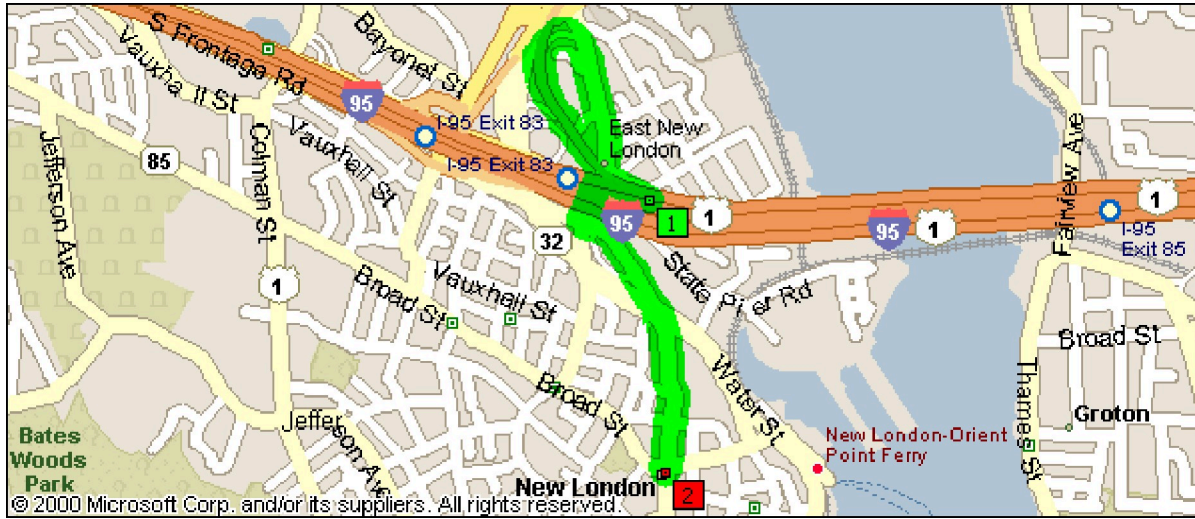 S Frontage Rd
Vauxhall St
Bayonet St
95
I-95 Exit 83
I-95 Exit 83
East New
London
Fairview Ave
Jefferson Ave
85
Colman St
Vauxhall St
32
95
1
1
95
1
1
I-95
Exit 85
State Pier Rd
1
Vauxhall St
Broad St
Broad St
Water St
Broad St
Thames St
Groton
Jefferson Ave
Bates
Woods
Park
New London-Orient
Point Ferry
New London
2
© 2000 Microsoft Corp. and/or its suppliers. All rights reserved.